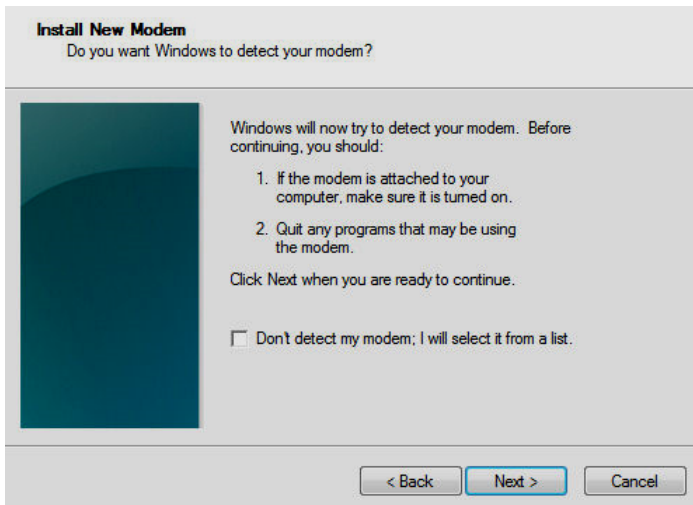 Install New Modem
Do you want Windows to detect your modem?
Windows will now try to detect your modem.  Before
continuing, you should:
1.  If the modem is attached to your
computer, make sure it is turned on.
2.  Quit any programs that may be using
the modem.
Click Next when you are ready to continue.
Don't detect my modem; I will select it from a list.
< Back
Next >
Cancel